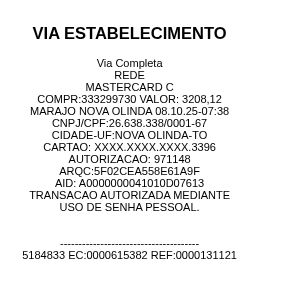 VIA ESTABELECIMENTO
Via Completa
REDE
MASTERCARD C
COMPR:333299730 VALOR: 3208,12
MARAJO NOVA OLINDA 08.10.25-07:38
CNPJ/CPF:26.638.338/0001-67
CIDADE-UF:NOVA OLINDA-TO
CARTAO: XXXX.XXXX.XXXX.3396
AUTORIZACAO: 971148
ARQC:5F02CEA558E61A9F
AID: A0000000041010D07613
TRANSACAO AUTORIZADA MEDIANTE
USO DE SENHA PESSOAL.
--------------------------------------
5184833 EC:0000615382 REF:0000131121